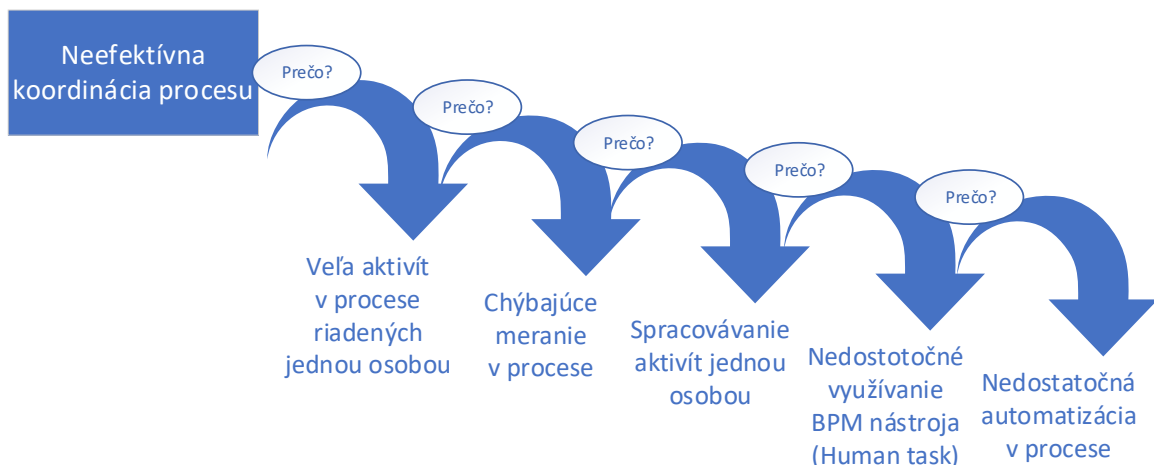 Neefektívna
koordinácia procesu
Prečo?
Prečo?
Prečo?
Prečo?
Prečo?
Veľa aktivít
v procese
riadených
jednou osobou
Chýbajúce
meranie
v procese
Spracovávanie
aktivít jednou
osobou
Nedostotočné
využívanie
BPM nástroja
(Human task)
Nedostatočná
automatizácia
v procese